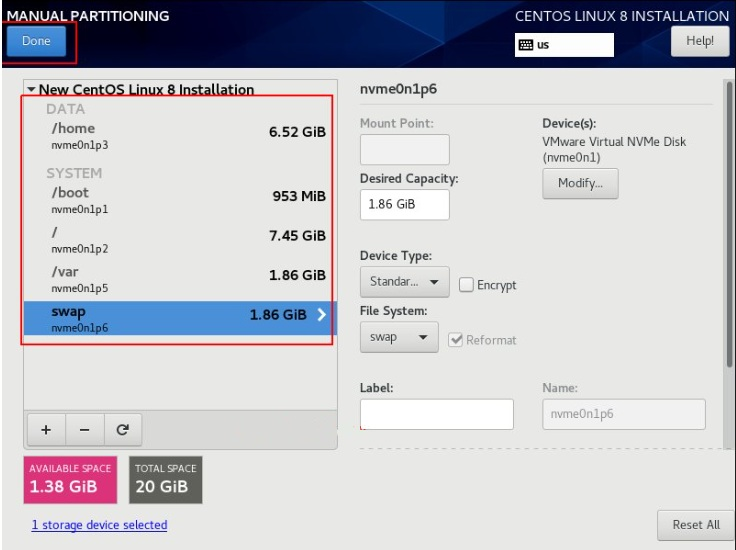 MANUAL PARTITIONING
CENTOS LINUX 8 INSTALLATION
Done
us
Help!
New CentOS Linux 8 Installation
DATA
/home
6.52 GiB
nvme0n1p3
SYSTEM
/boot
953 MiB
nvme0n1p1
/
7.45 GiB
nvme0n1p2
/var
1.86 GiB
nvme0n1p5
swap
1.86 GiB
nvme0n1p6
+ −
AVAILABLE SPACE
1.38 GiB
TOTAL SPACE
20 GiB
1 storage device selected
nvme0n1p6
Mount Point:
Desired Capacity:
1.86 GiB
Device(s):
VMware Virtual NVMe Disk
(nvme0n1)
Modify...
Device Type:
Standar...
Encrypt
File System:
swap
Reformat
Label:
Name:
nvme0n1p6
Reset All